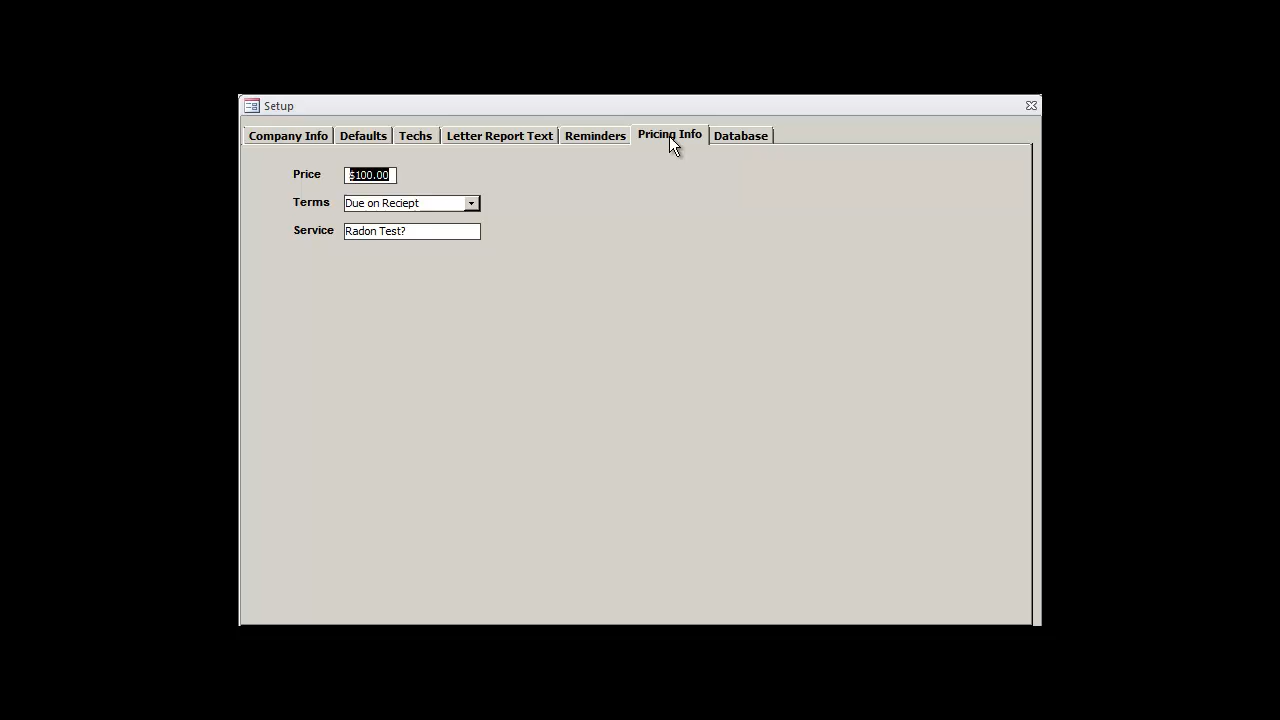 Setup
Company Info Defaults Techs Letter Report Text Reminders Pricing Info Database
Price $100.00
Terms Due on Reciept
Service Radon Test?